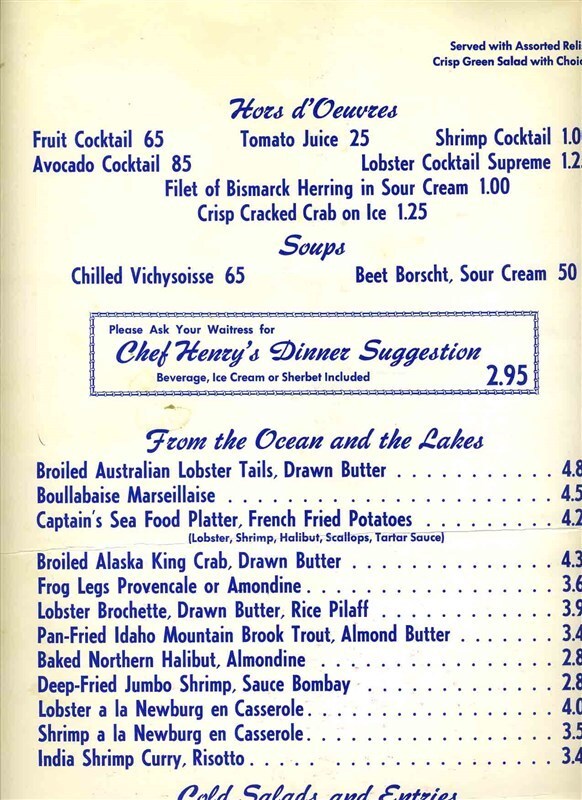 Served with Assorted Reli
Crisp Green Salad with Choi
Hors d'Oeuvres
Fruit Cocktail 65 Tomato Juice 25 Shrimp Cocktail 1.0
Avocado Cocktail 85 Lobster Cocktail Supreme 1.2
Filet of Bismarck Herring in Sour Cream 1.00
Crisp Cracked Crab on Ice 1.25
Soups
Chilled Vichysoisse 65 Beet Borscht, Sour Cream 50
Please Ask Your Waitress for
Chef Henry's Dinner Suggestion
Beverage, Ice Cream or Sherbet Included 2.95
From the Ocean and the Lakes
Broiled Australian Lobster Tails, Drawn Butter . . . . . . . . . . 4.8
Boullabaise Marseillaise . . . . . . . . . . . . . . . . . . . . . 4.5
Captain's Sea Food Platter, French Fried Potatoes . . . . . . . . 4.2
(Lobster, Shrimp, Halibut, Scallops, Tartar Sauce)
Broiled Alaska King Crab, Drawn Butter . . . . . . . . . . . . . 4.3
Frog Legs Provencale or Amondine . . . . . . . . . . . . . . . . 3.6
Lobster Brochette, Drawn Butter, Rice Pilaff . . . . . . . . . . . 3.9
Pan-Fried Idaho Mountain Brook Trout, Almond Butter . . . . . . . 3.4
Baked Northern Halibut, Almondine . . . . . . . . . . . . . . . 2.8
Deep-Fried Jumbo Shrimp, Sauce Bombay . . . . . . . . . . . . . 2.8
Lobster a la Newburg en Casserole . . . . . . . . . . . . . . . . 4.0
Shrimp a la Newburg en Casserole . . . . . . . . . . . . . . . . 3.5
India Shrimp Curry, Risotto . . . . . . . . . . . . . . . . . . . . 3.4
Cold Salads and Entries